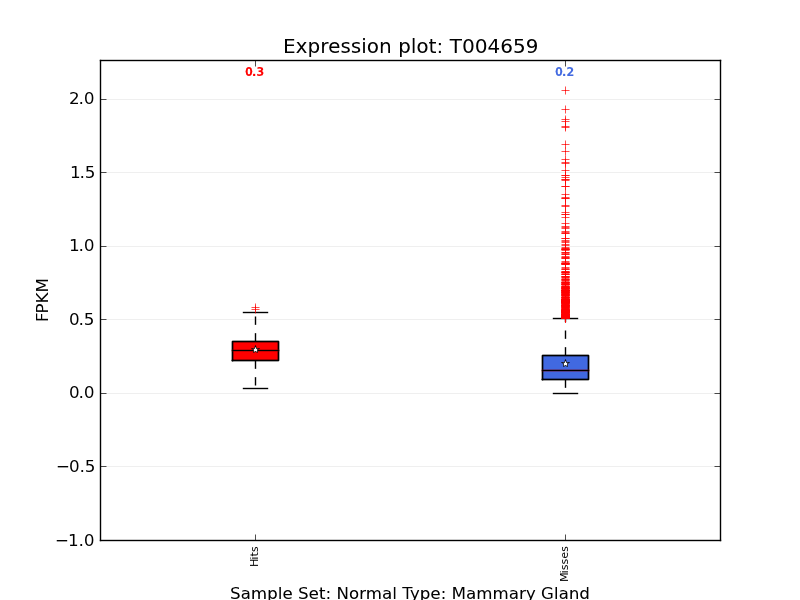 Expression plot: T004659
0.3
0.2
2.0
1.5
1.0
0.5
0.0
−0.5
−1.0
FPKM
Hits
Misses
Sample Set: Normal Type: Mammary Gland